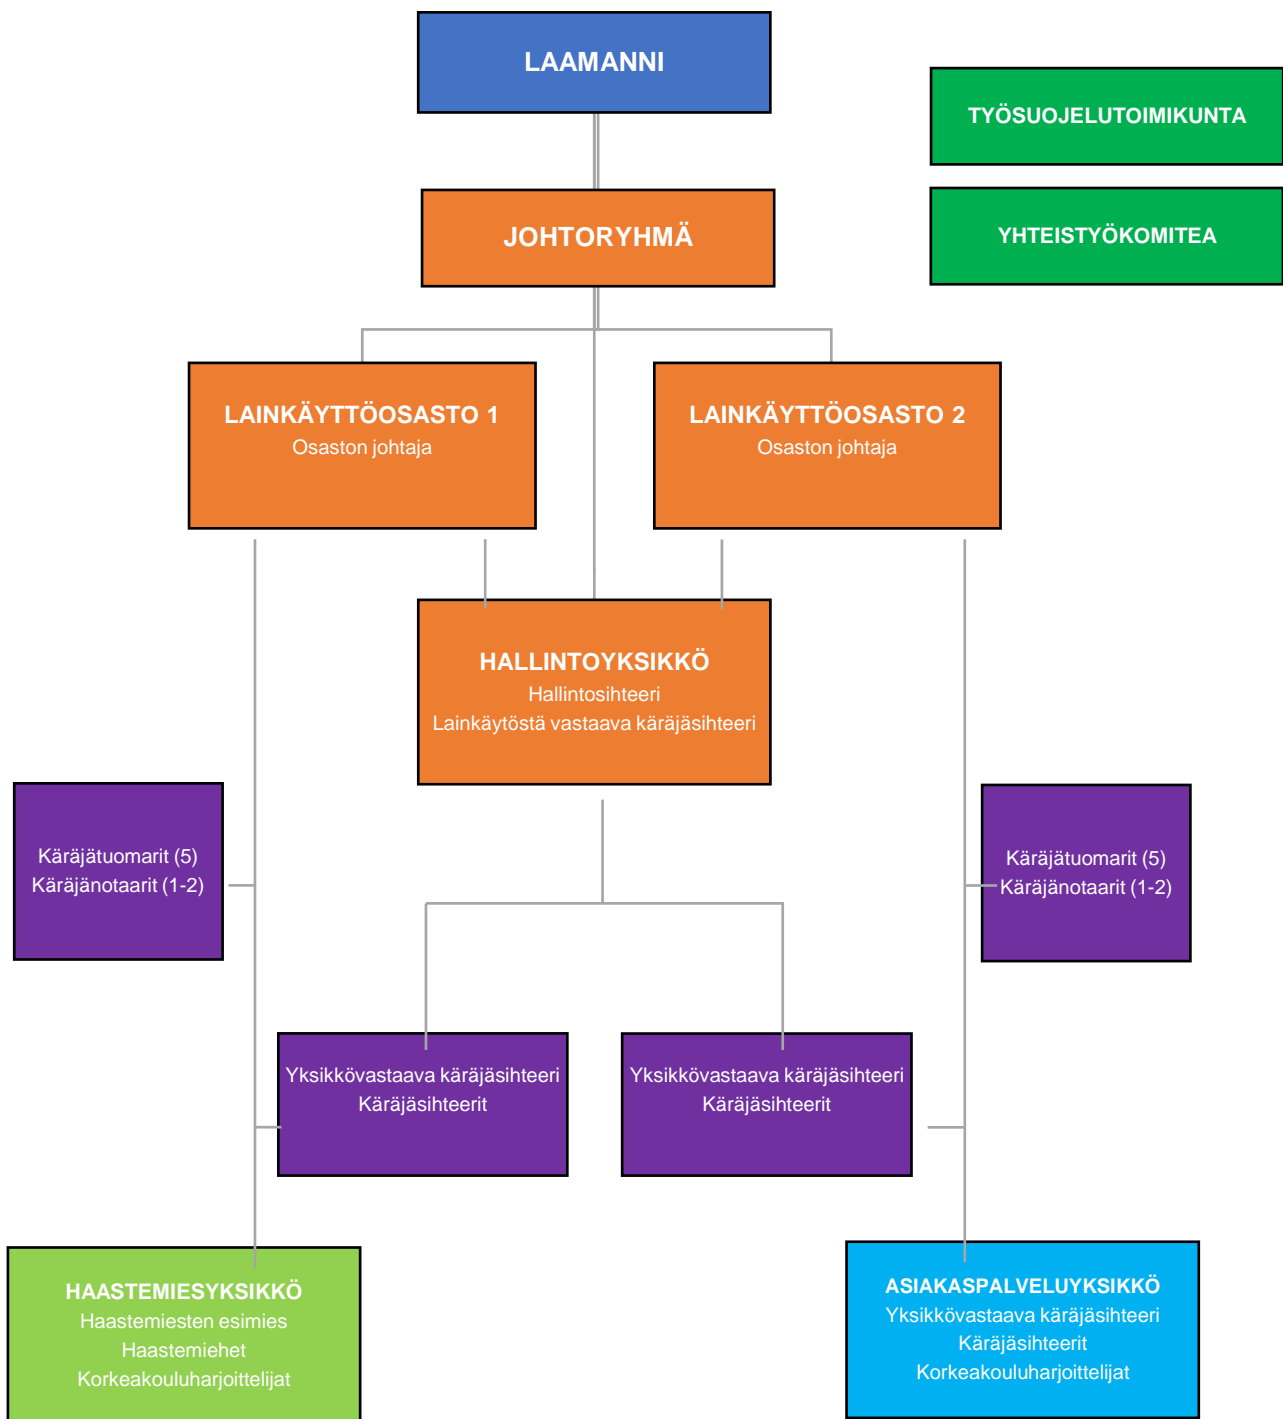 LAAMANNI
TYÖSUOJELUTOIMIKUNTA
JOHTORYHMÄ
YHTEISTYÖKOMITEA
LAINKÄYTTÖOSASTO 1
Osaston johtaja
LAINKÄYTTÖOSASTO 2
Osaston johtaja
HALLINTOYKSIKKÖ
Hallintosihteeri
Lainkäytöstä vastaava käräjäsihteeri
Käräjätuomarit (5)
Käräjänotaarit (1-2)
Käräjätuomarit (5)
Käräjänotaarit (1-2)
Yksikkövastaava käräjäsihteeri
Käräjäsihteerit
Yksikkövastaava käräjäsihteeri
Käräjäsihteerit
HAASTEMIESYKSIKKÖ
Haastemiesten esimies
Haastemiehet
Korkeakouluharjoittelijat
ASIAKASPALVELUYKSIKKÖ
Yksikkövastaava käräjäsihteeri
Käräjäsihteerit
Korkeakouluharjoittelijat